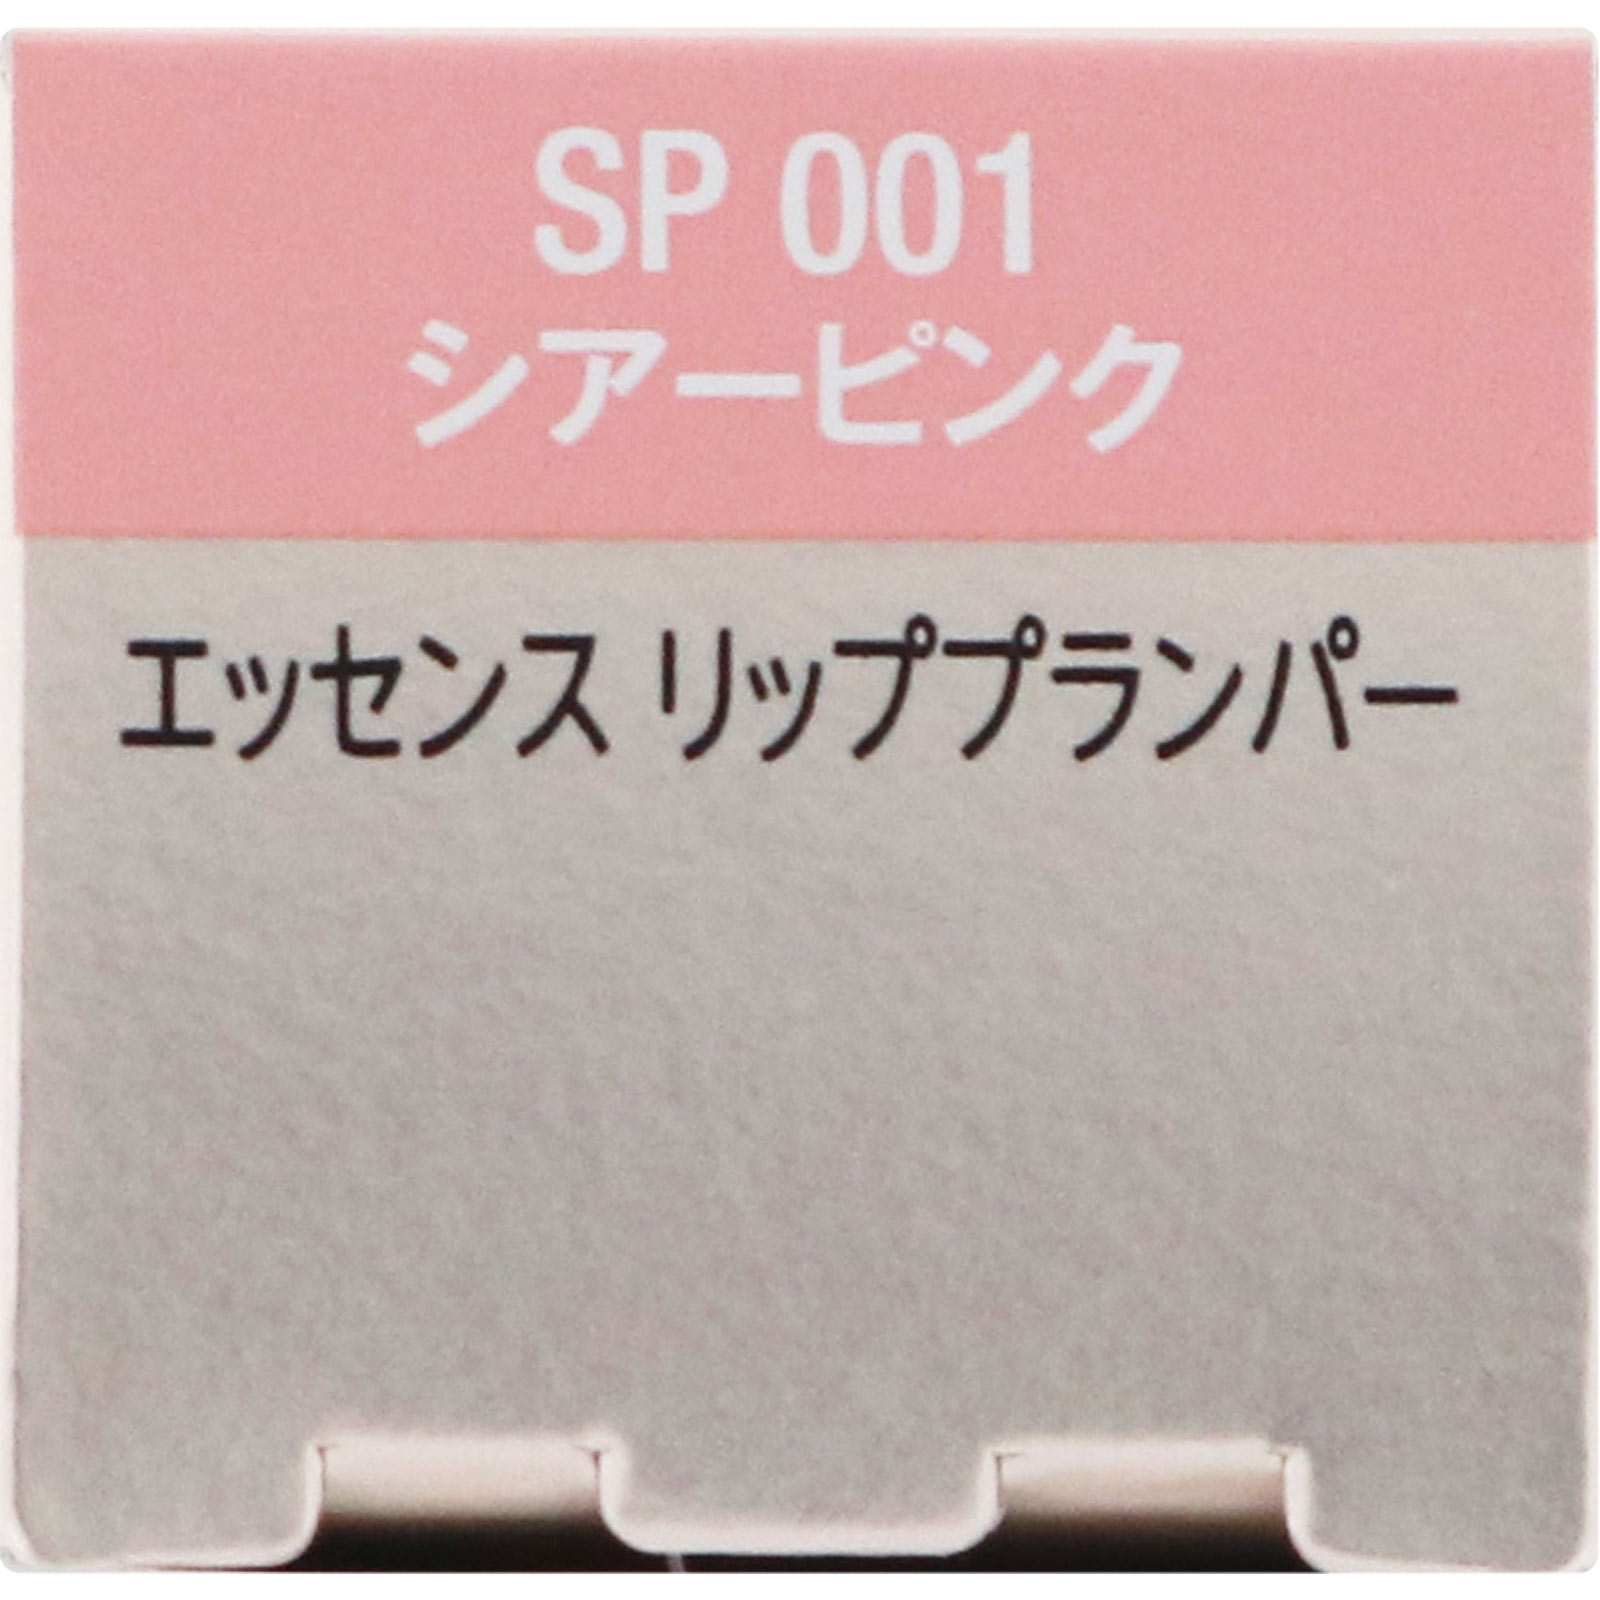 SP 001
シアーピンク
エッセンス リッププランパー